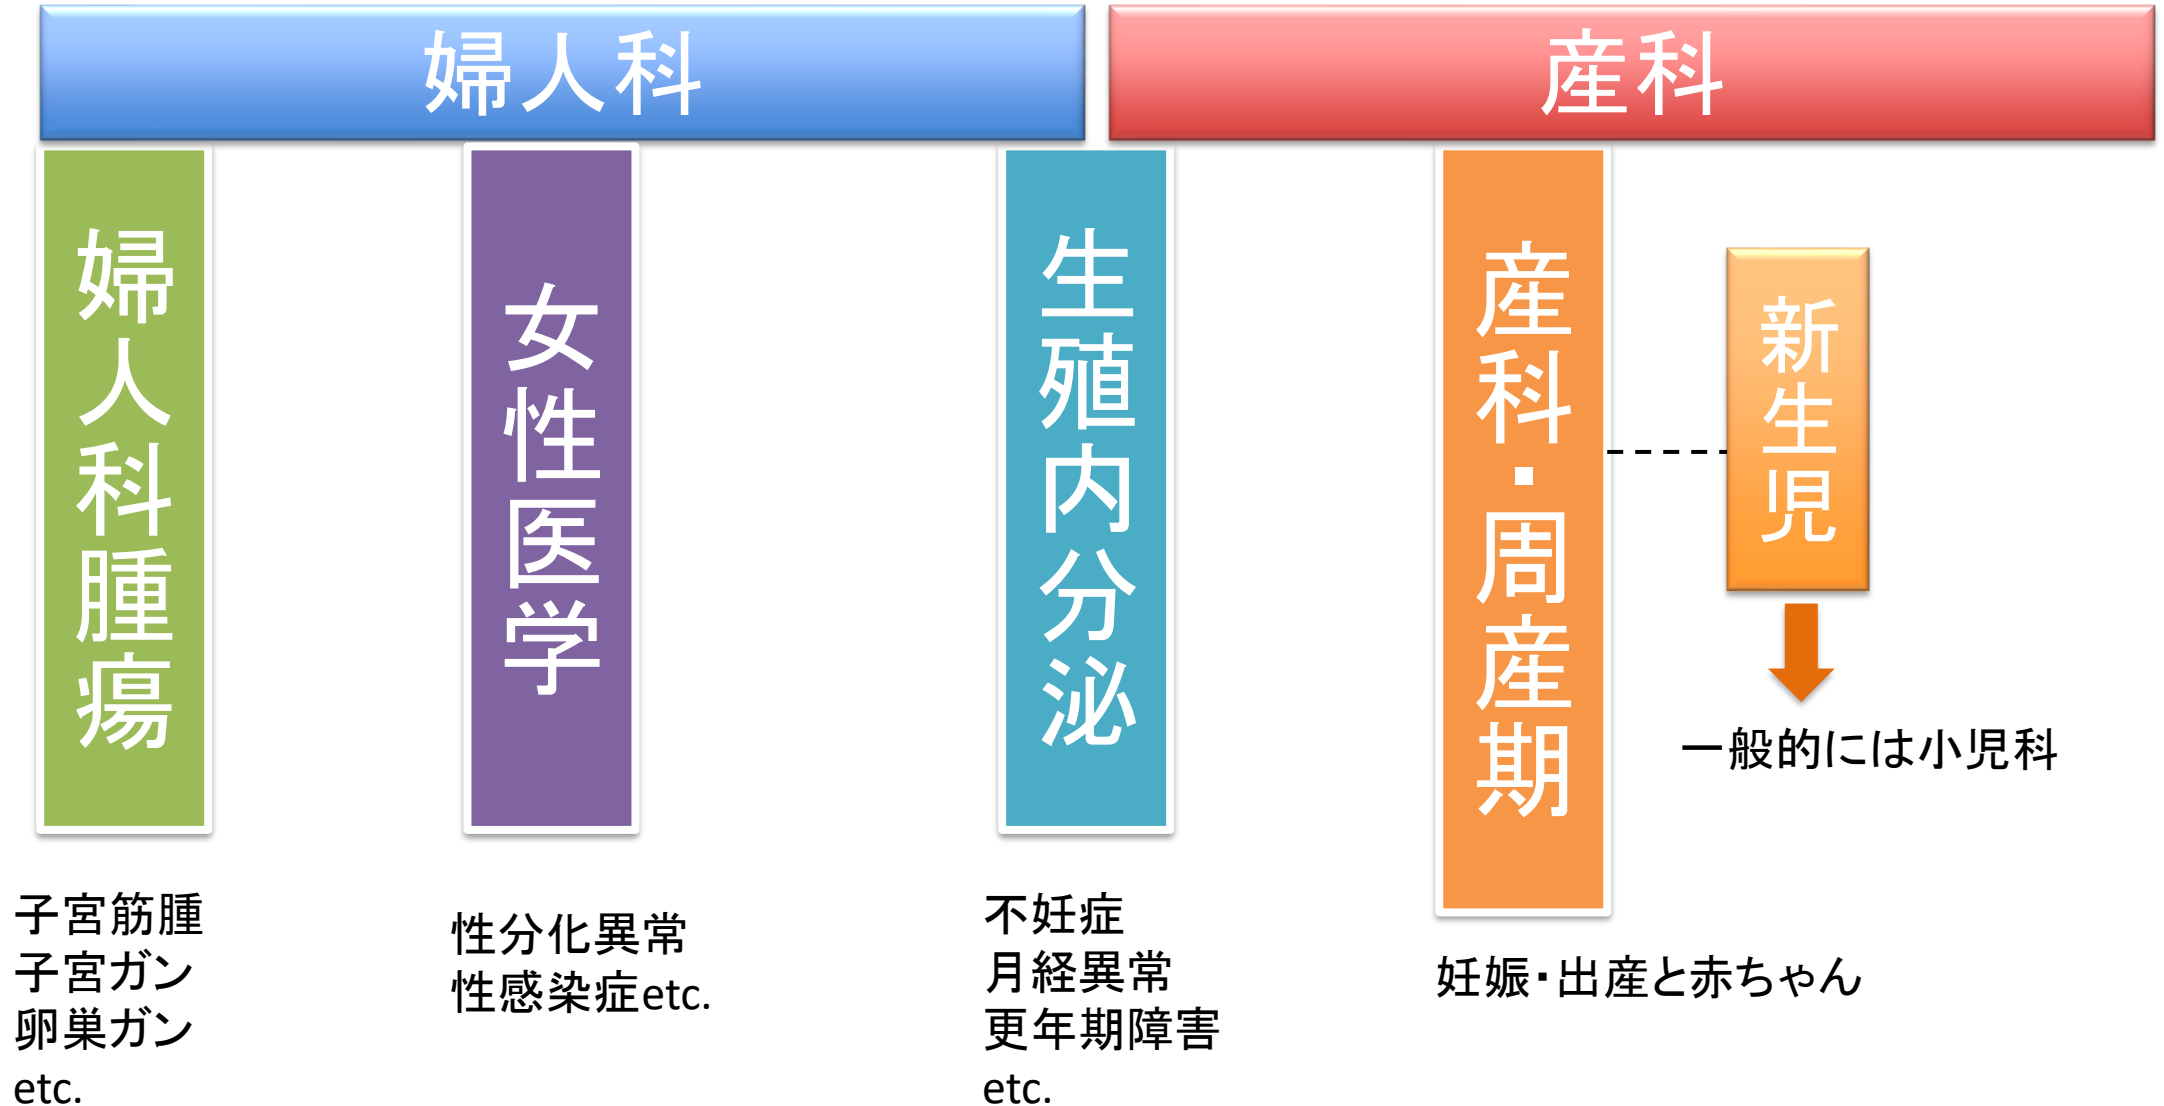 婦人科
産科
婦人科腫瘍
女性医学
生殖内分泌
産科・周産期
新生児
一般的には小児科
子宮筋腫
子宮ガン
卵巣ガン
etc.
性分化異常
性感染症etc.
不妊症
月経異常
更年期障害
etc.
妊娠・出産と赤ちゃん